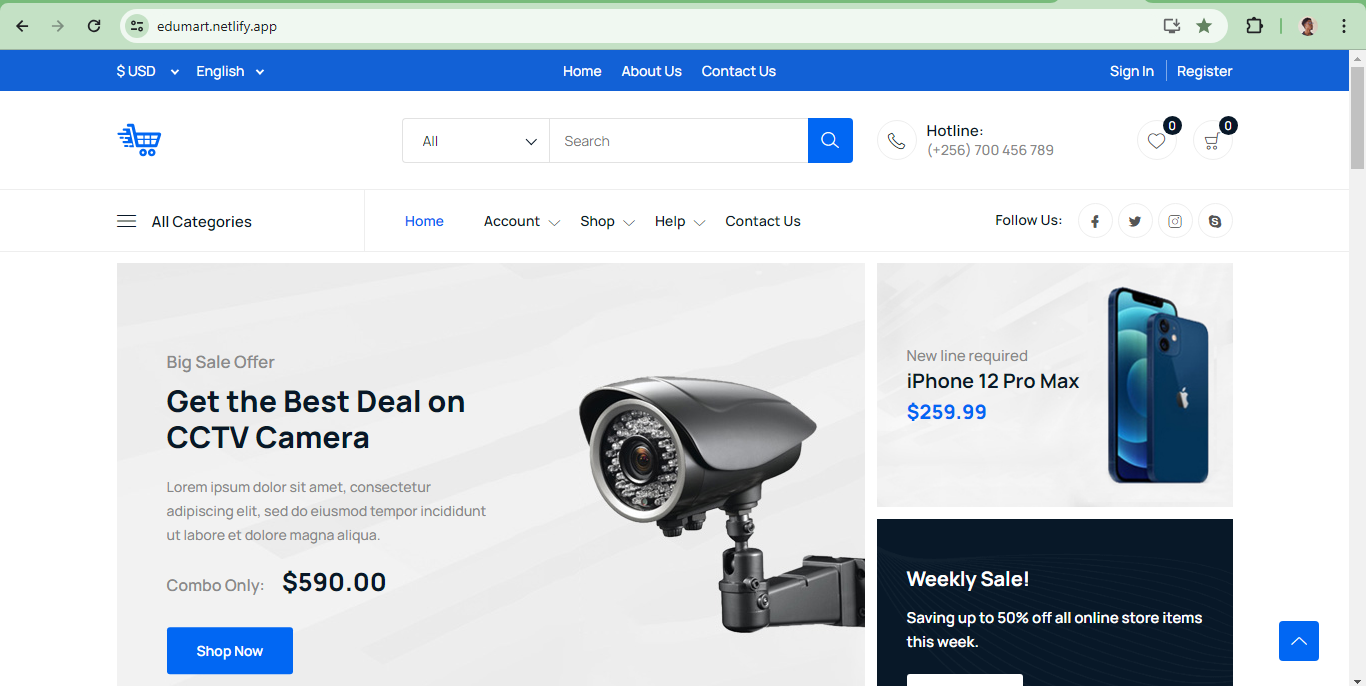 edumart.netlify.app
$ USD English Home About Us Contact Us Sign In Register
All Search Hotline: 0 0
(+256) 700 456 789
All Categories Home Account Shop Help Contact Us Follow Us:
Big Sale Offer
Get the Best Deal on
CCTV Camera
Lorem ipsum dolor sit amet, consectetur
adipiscing elit, sed do eiusmod tempor incididunt
ut labore et dolore magna aliqua.
Combo Only: $590.00
Shop Now
New line required
iPhone 12 Pro Max
$259.99
Weekly Sale!
Saving up to 50% off all online store items
this week.